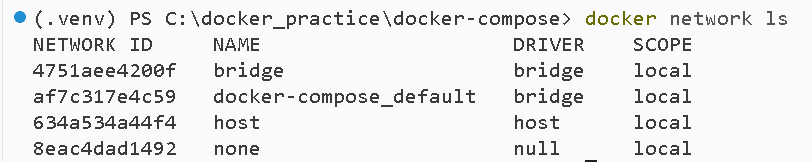 (.venv) PS C:\docker_practice\docker-compose> docker network ls
NETWORK ID     NAME                     DRIVER    SCOPE
4751aee4200f   bridge                   bridge    local
af7c317e4c59   docker-compose_default   bridge    local
634a534a44f4   host                     host      local
8eac4dad1492   none                     null      local